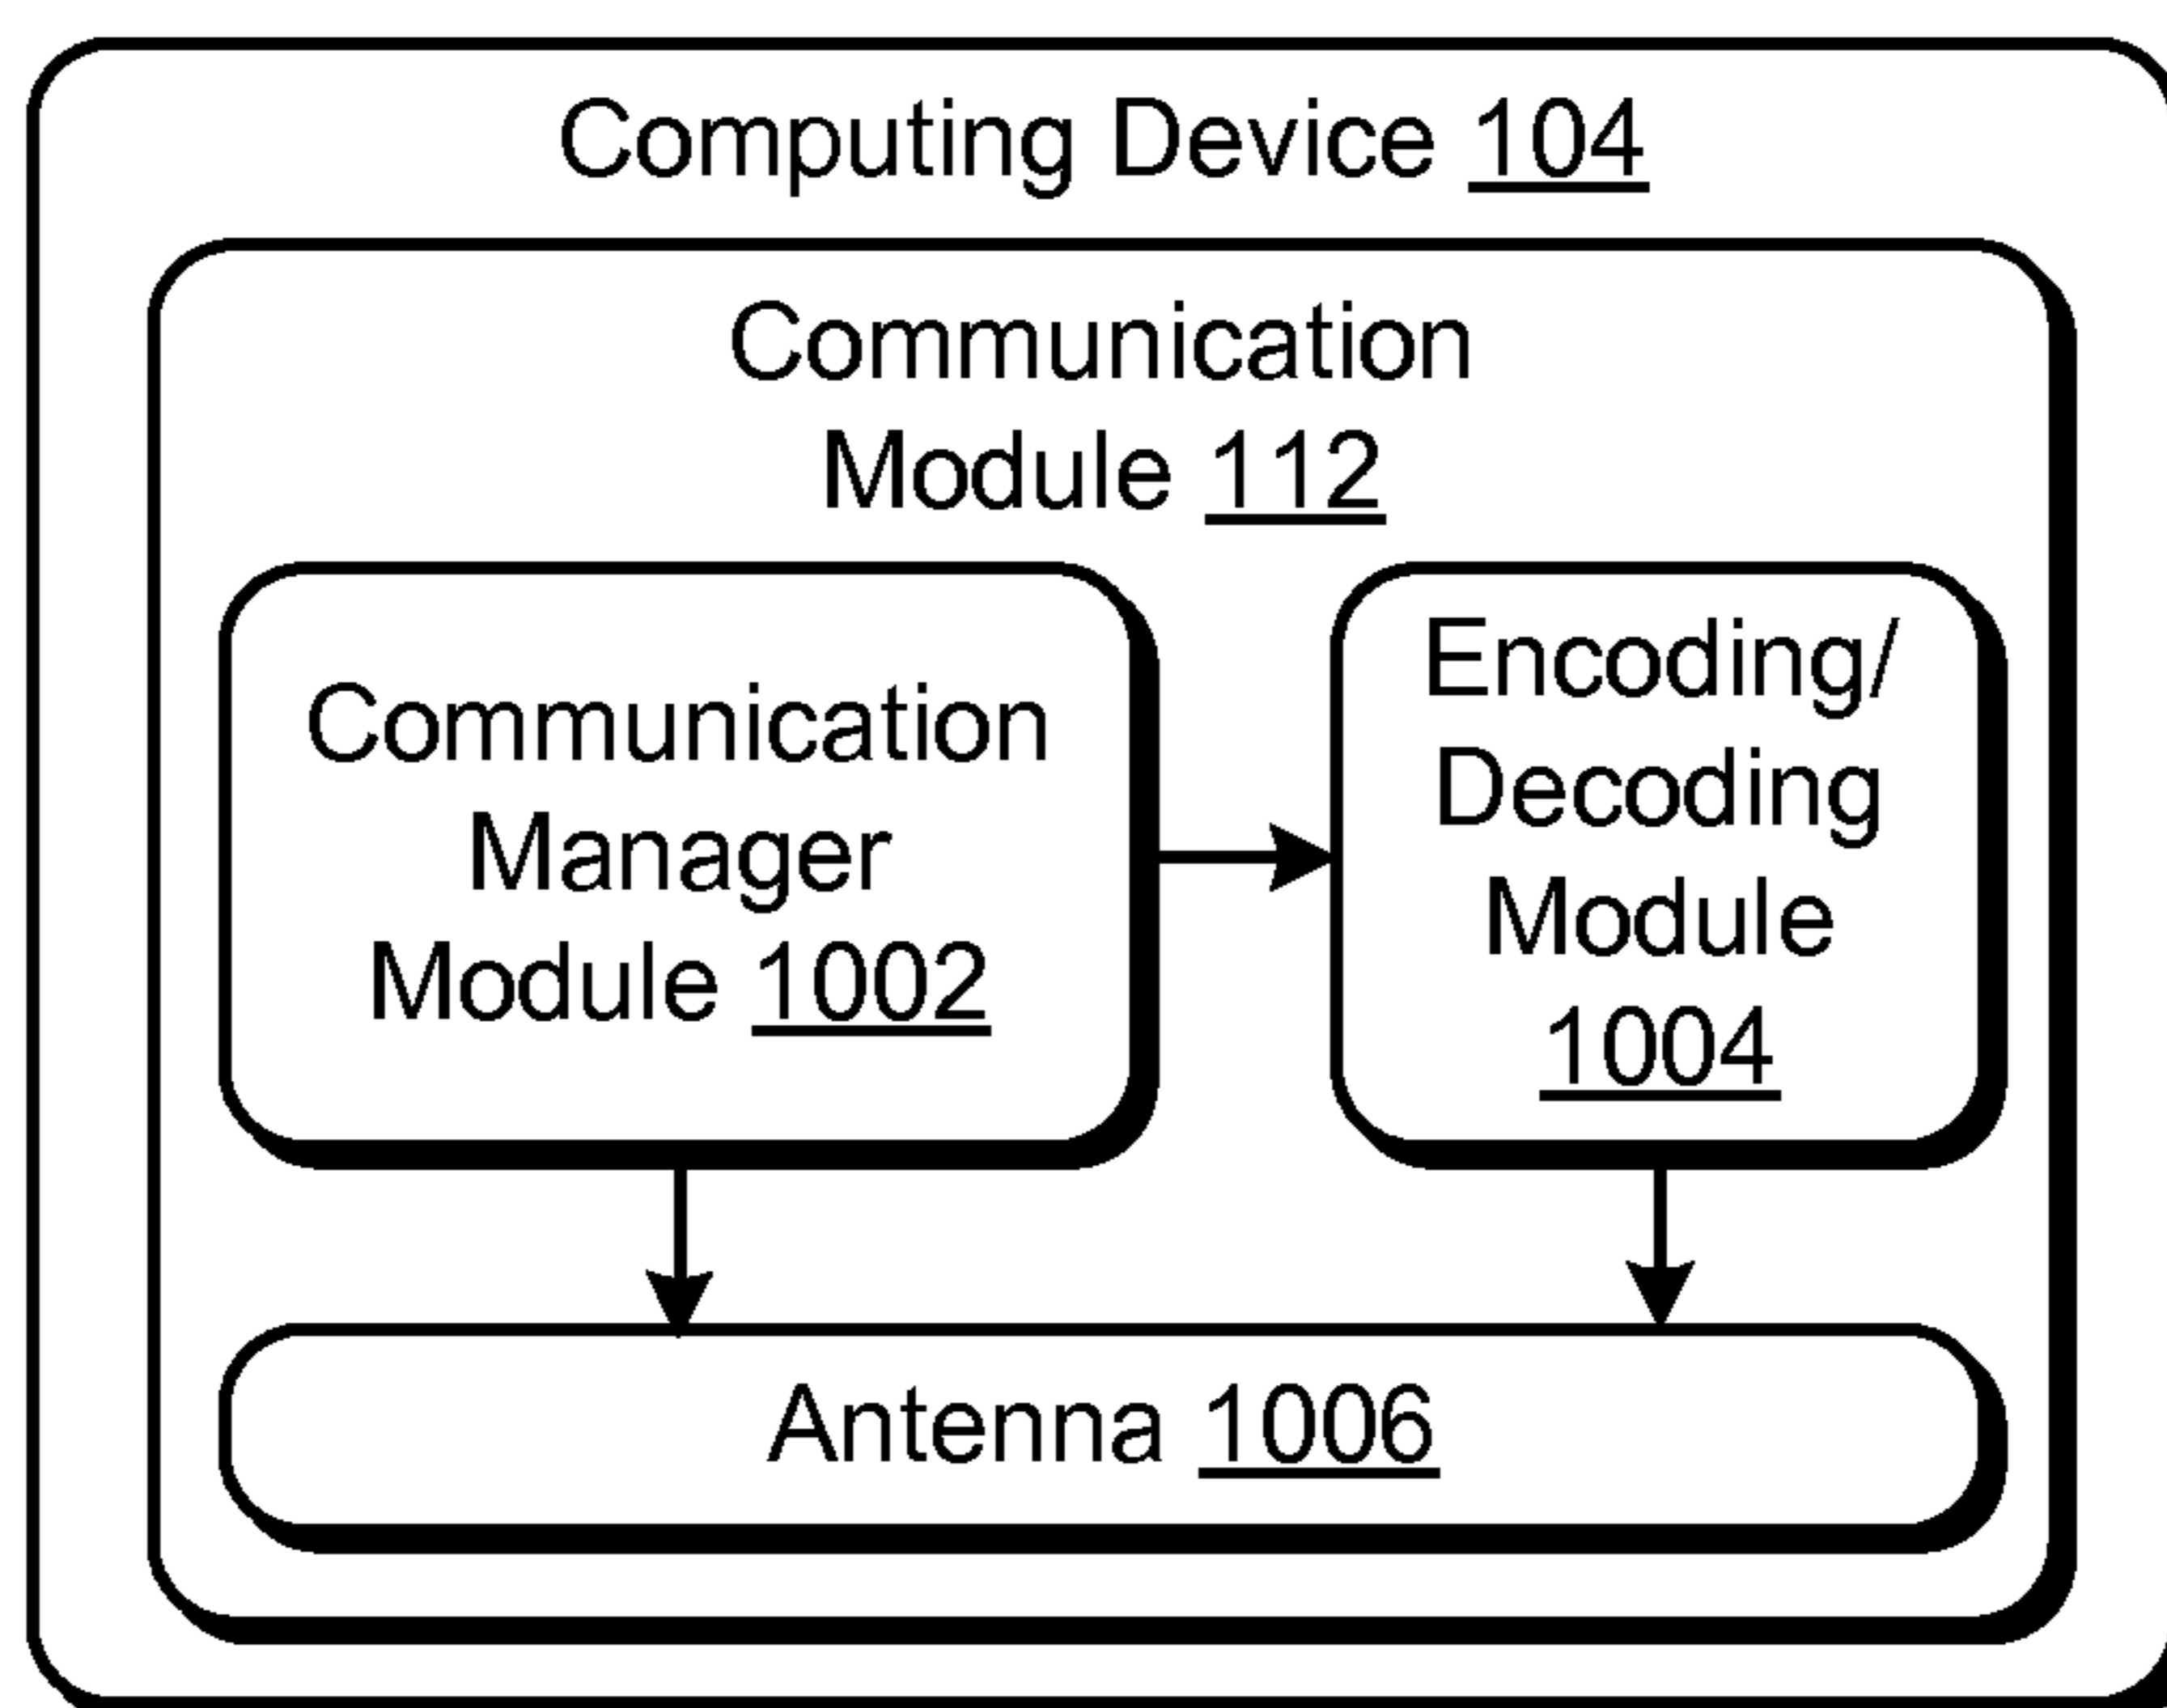 Computing Device 104
Communication
Module 112
Communication
Manager
Module 1002
Encoding/
Decoding
Module
1004
Antenna 1006